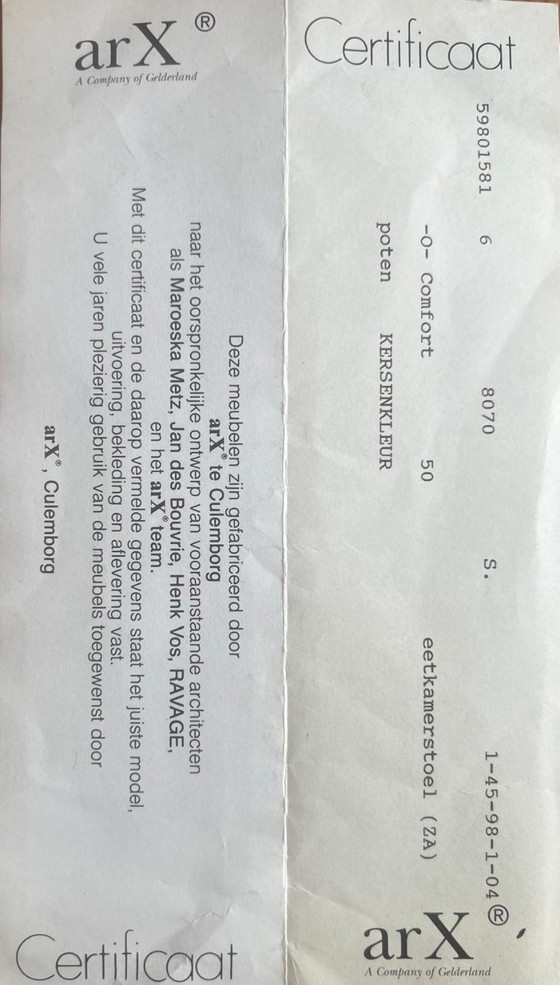 Certificaat
59801581 6 8070 S. 1-45-98-1-04
-o- Comfort 50 eetkamerstoel (ZA)
poten KERSENKLEUR
arX®
A Company of Gelderland
arX®
A Company of Gelderland
Deze meubelen zijn gefabriceerd door
arX® te Culemborg
naar het oorspronkelijke ontwerp van vooraanstaande architecten
als Maroeska Metz, Jan des Bouvrie, Henk Vos, RAVAGE,
en het arX® team.
Met dit certificaat en de daarop vermelde gegevens staat het juiste model,
uitvoering, bekleding en aflevering vast.
U vele jaren plezierig gebruik van de meubels toegewenst door
arX®, Culemborg
Certificaat